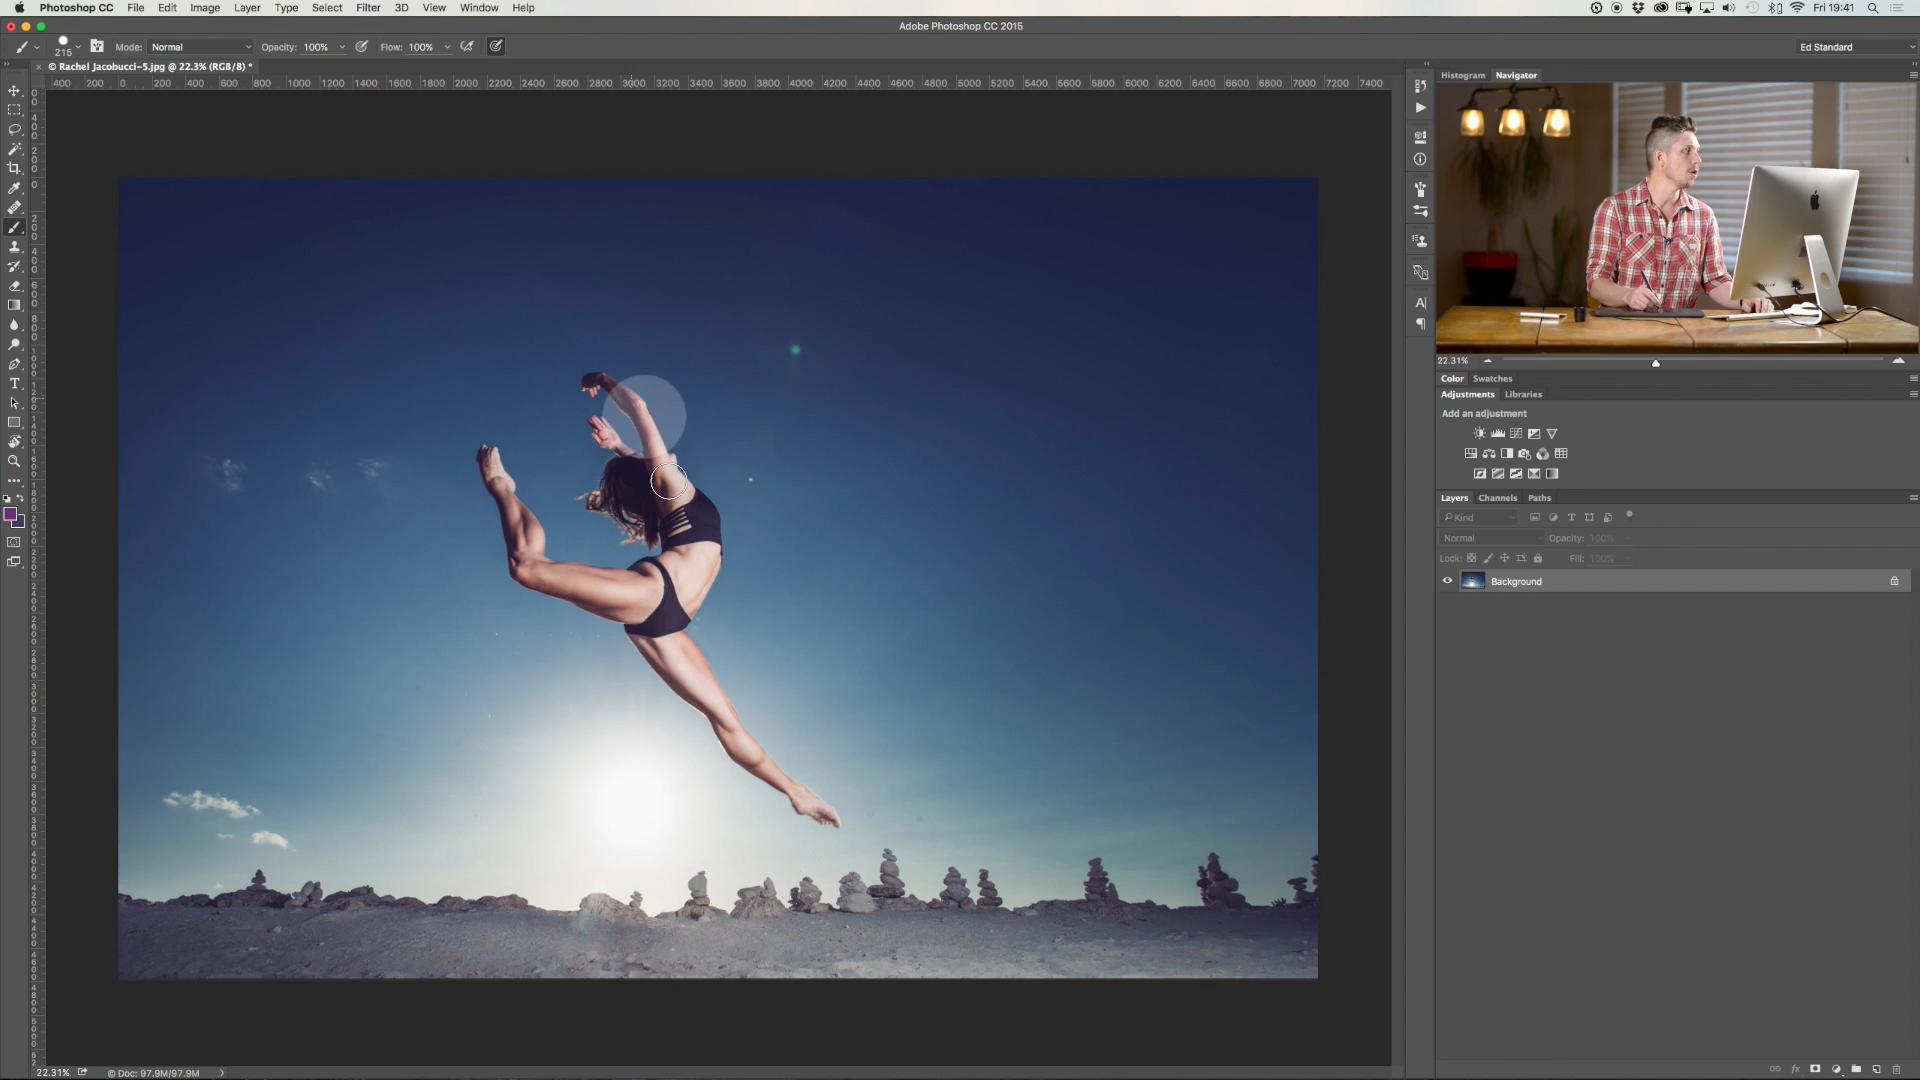 Photoshop CC File Edit Image Layer Type Select Filter 3D View Window Help Fri 19:41
Adobe Photoshop CC 2015
215 Mode: Normal Opacity: 100% Flow: 100% Ed Standard
© Rachel Jacobucci-5.jpg @ 22.3% (RGB/8) *
400 200 0 200 400 600 800 1000 1200 1400 1600 1800 2000 2200 2400 2600 2800 3000 3200 3400 3600 3800 4000 4200 4400 4600 4800 5000 5200 5400 5600 5800 6000 6200 6400 6600 6800 7000 7200 7400
Histogram Navigator
22.31%
Color Swatches
Adjustments Libraries
Add an adjustment
Layers Channels Paths
Kind
Normal Opacity: 100%
Lock: Fill: 100%
Background
fx
22.31% © Doc: 97.9M/97.9M